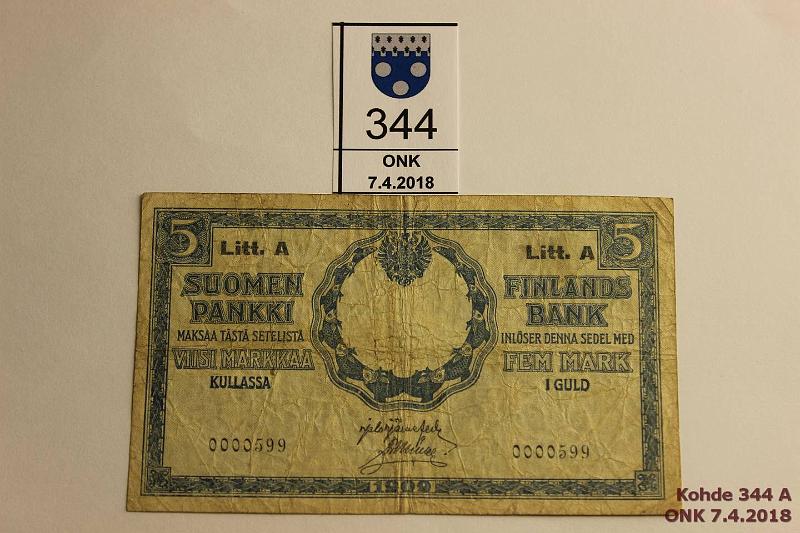 344
ONK
7.4.2018
5 5
Litt. A Litt. A
SUOMEN PANKKI
MAKSAA TÄSTÄ SETELISTÄ
VIISI MARKKAA
KULLASSA
FINLANDS BANK
INLÖSER DENNA SEDEL MED
FEM MARK
I GULD
0000599 0000599
1909
Kohde 344 A
ONK 7.4.2018